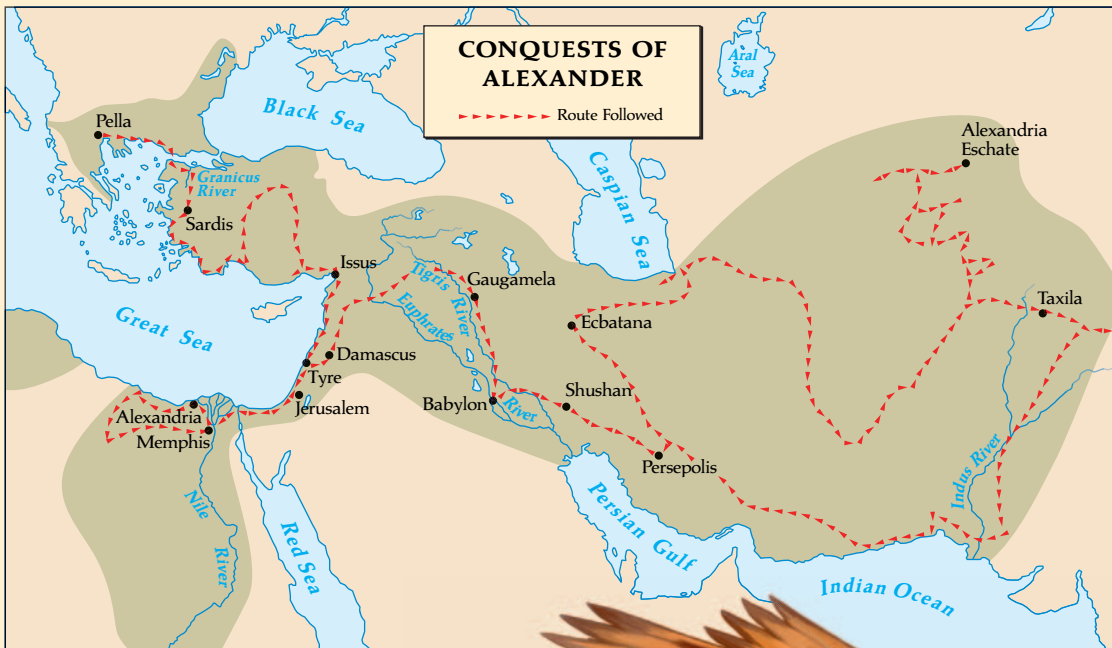 CONQUESTS OF
ALEXANDER
Route Followed
Aral
Sea
Black Sea
Caspian Sea
Pella
Granicus
River
Sardis
Alexandria
Eschate
Issus
Tigris
River
Gaugamela
Euphrates
River
Ecbatana
Taxila
Great Sea
Damascus
Tyre
Jerusalem
Alexandria
Memphis
Babylon
Shushan
Persepolis
Indus River
Nile
River
Red Sea
Persian Gulf
Indian Ocean